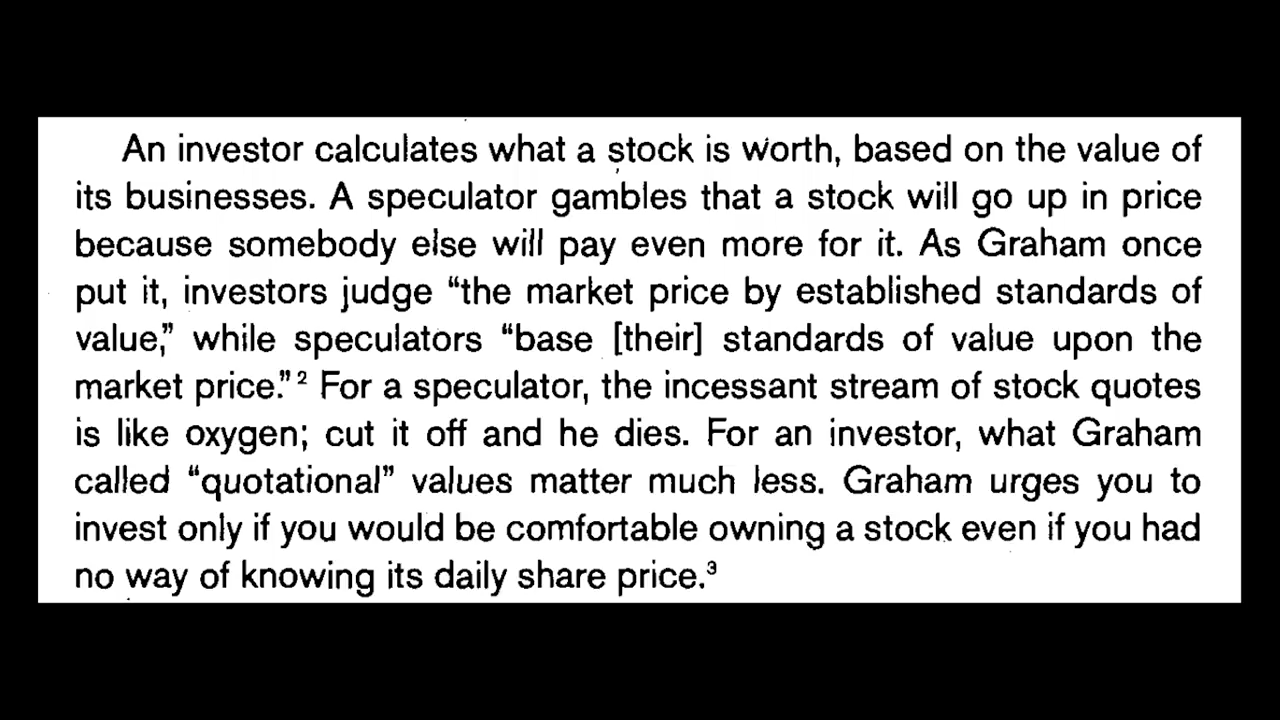 An investor calculates what a stock is worth, based on the value of
its businesses. A speculator gambles that a stock will go up in price
because somebody else will pay even more for it. As Graham once
put it, investors judge “the market price by established standards of
value,” while speculators “base [their] standards of value upon the
market price.”² For a speculator, the incessant stream of stock quotes
is like oxygen; cut it off and he dies. For an investor, what Graham
called “quotational” values matter much less. Graham urges you to
invest only if you would be comfortable owning a stock even if you had
no way of knowing its daily share price.³